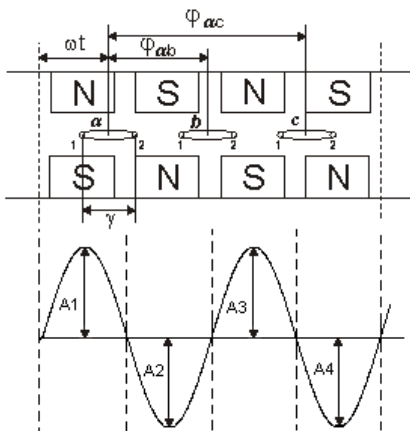 φac
ωt φab
N S N S
a b c
1 2 1 2 1 2
S N S N
γ
A1 A3
A2 A4